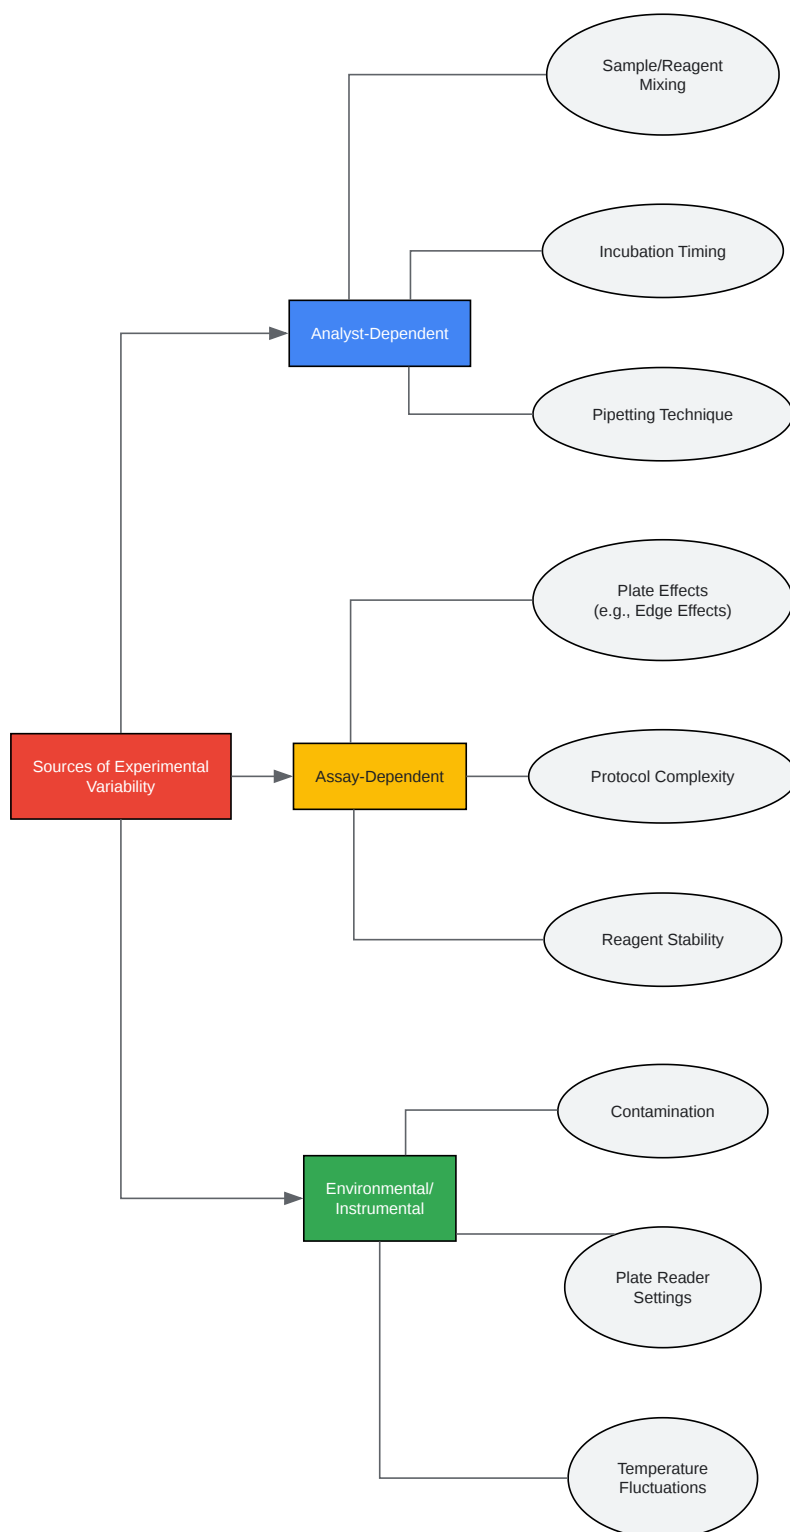 Sample/Reagent
Mixing
Incubation Timing
Analyst-Dependent
Pipetting Technique
Plate Effects
(e.g., Edge Effects)
Sources of Experimental
Variability
Assay-Dependent
Protocol Complexity
Reagent Stability
Contamination
Environmental/
Instrumental
Plate Reader
Settings
Temperature
Fluctuations